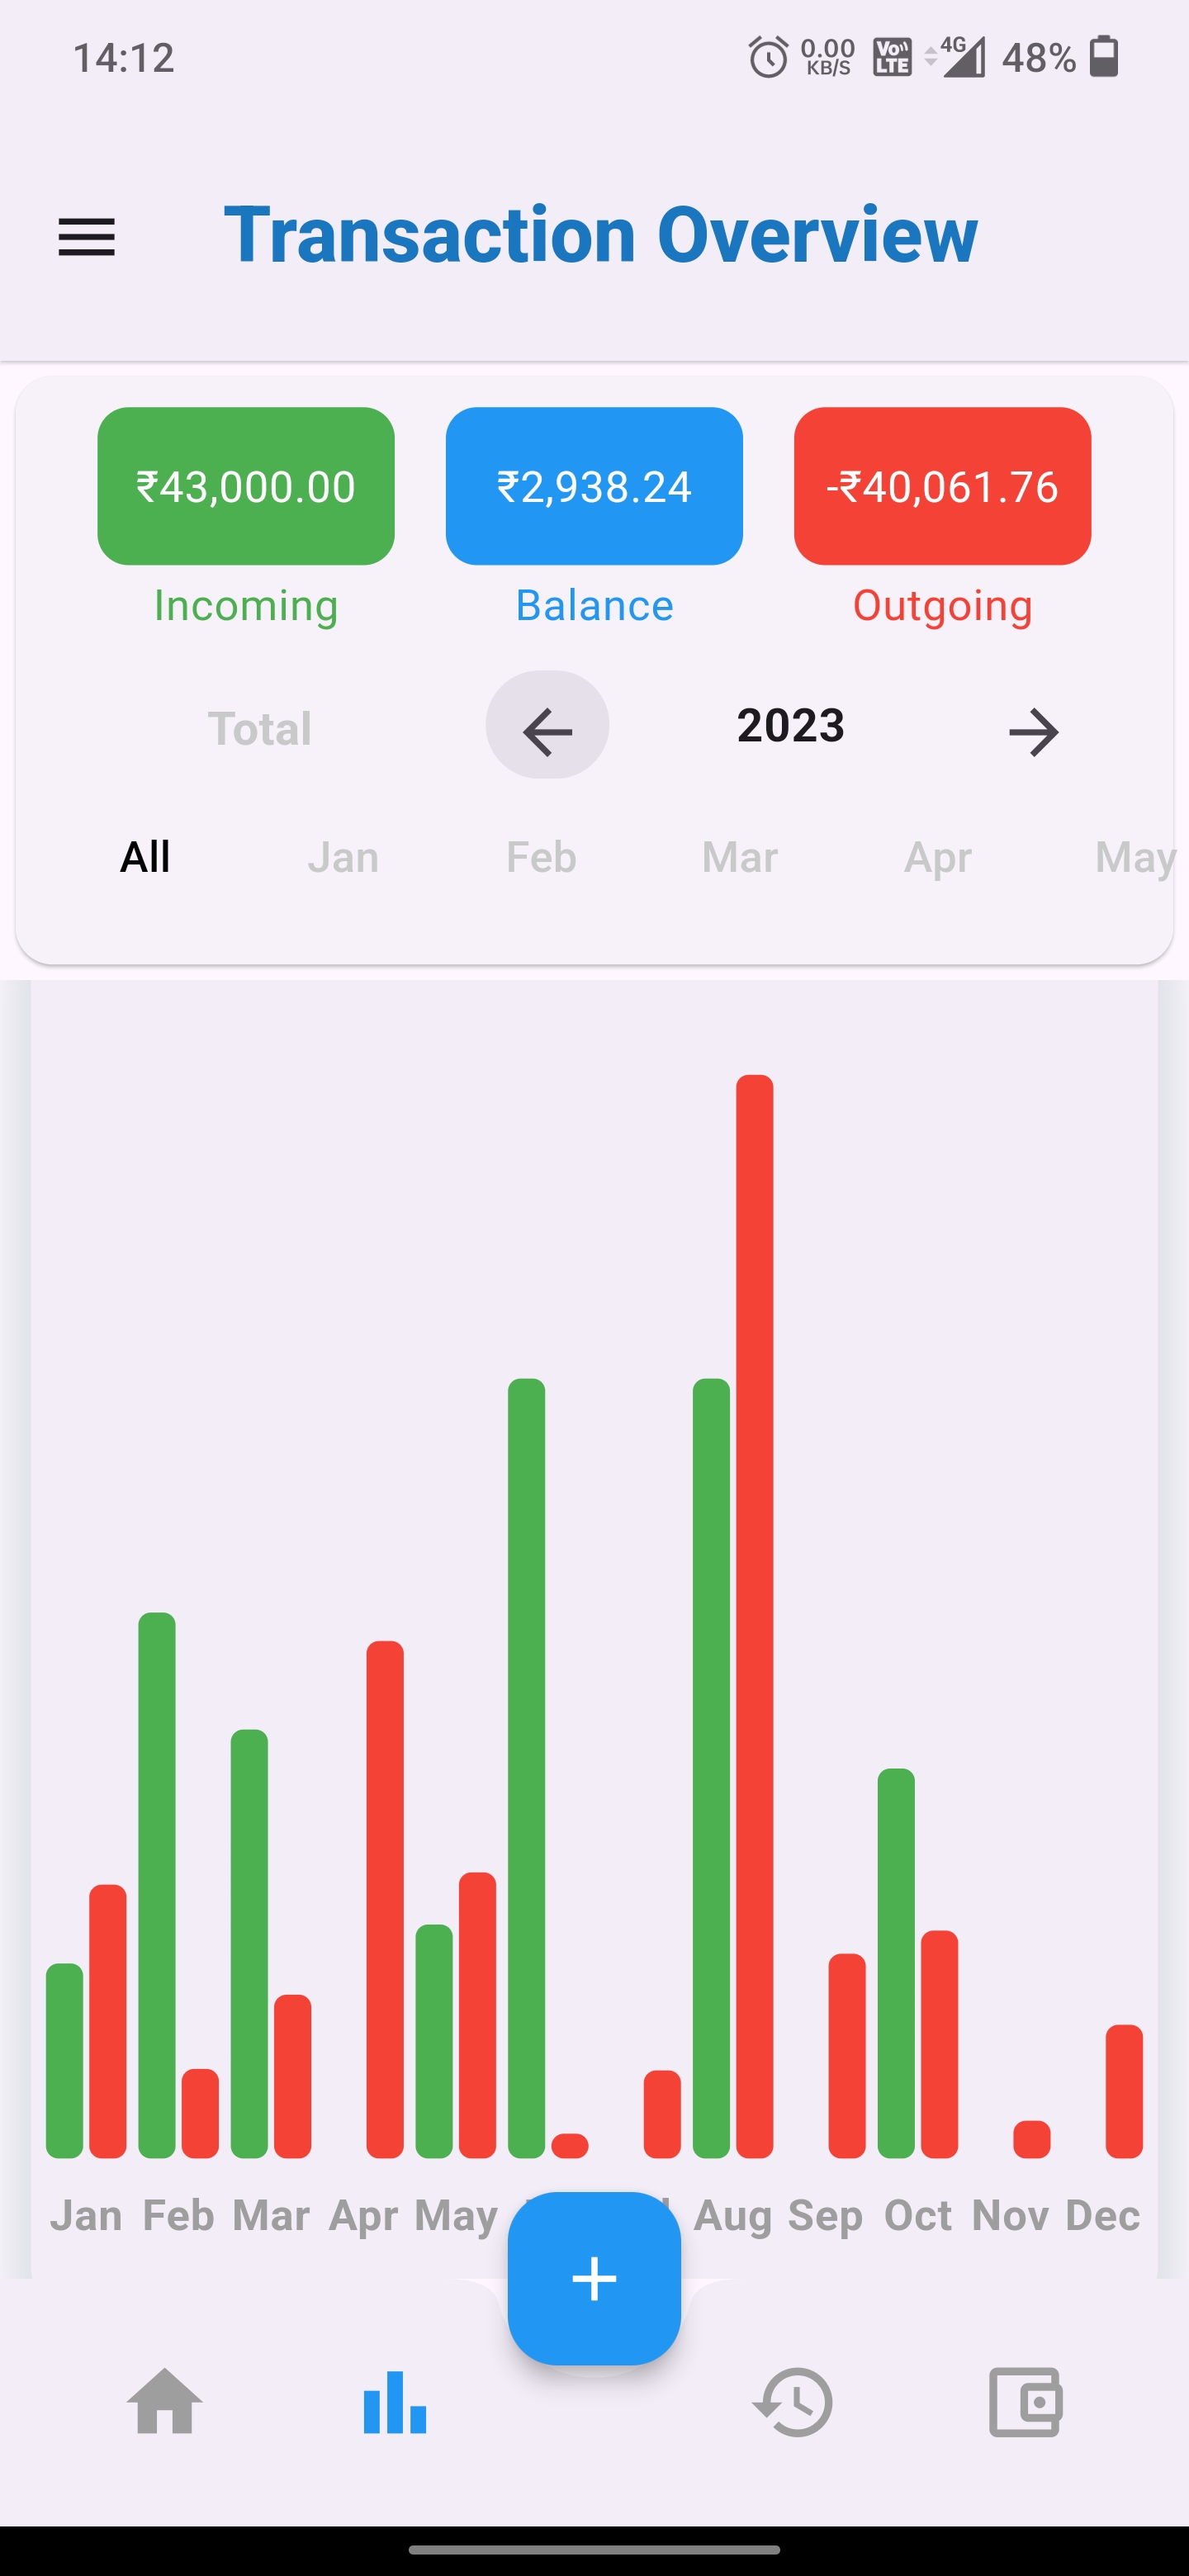 14:12 0.00 KB/S VoLTE 4G 48%
Transaction Overview
₹43,000.00 ₹2,938.24 -₹40,061.76
Incoming Balance Outgoing
Total 2023
All Jan Feb Mar Apr May
Jan Feb Mar Apr May Aug Sep Oct Nov Dec